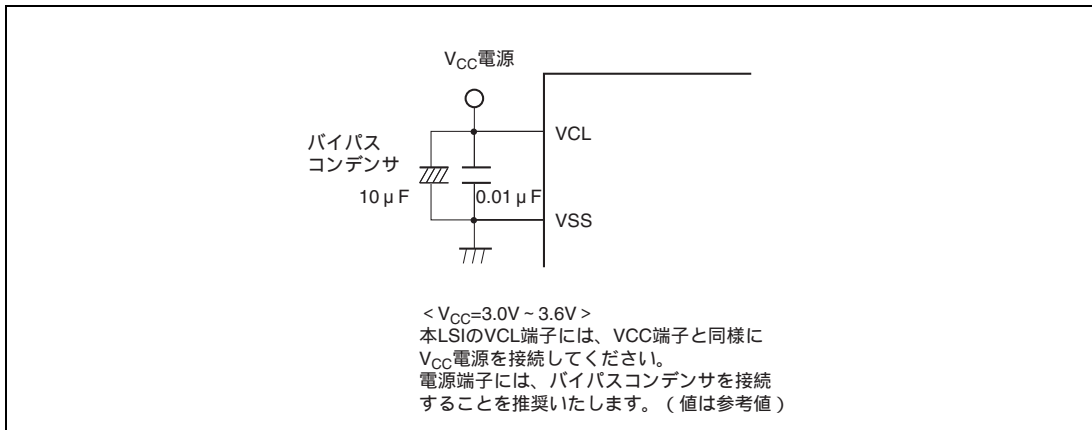 VCC電源
VCL
バイパス
コンデンサ
10μF
0.01μF
VSS
<VCC=3.0V~3.6V>
本LSIのVCL端子には、VCC端子と同様に
VCC電源を接続してください。
電源端子には、バイパスコンデンサを接続
することを推奨いたします。(値は参考値)